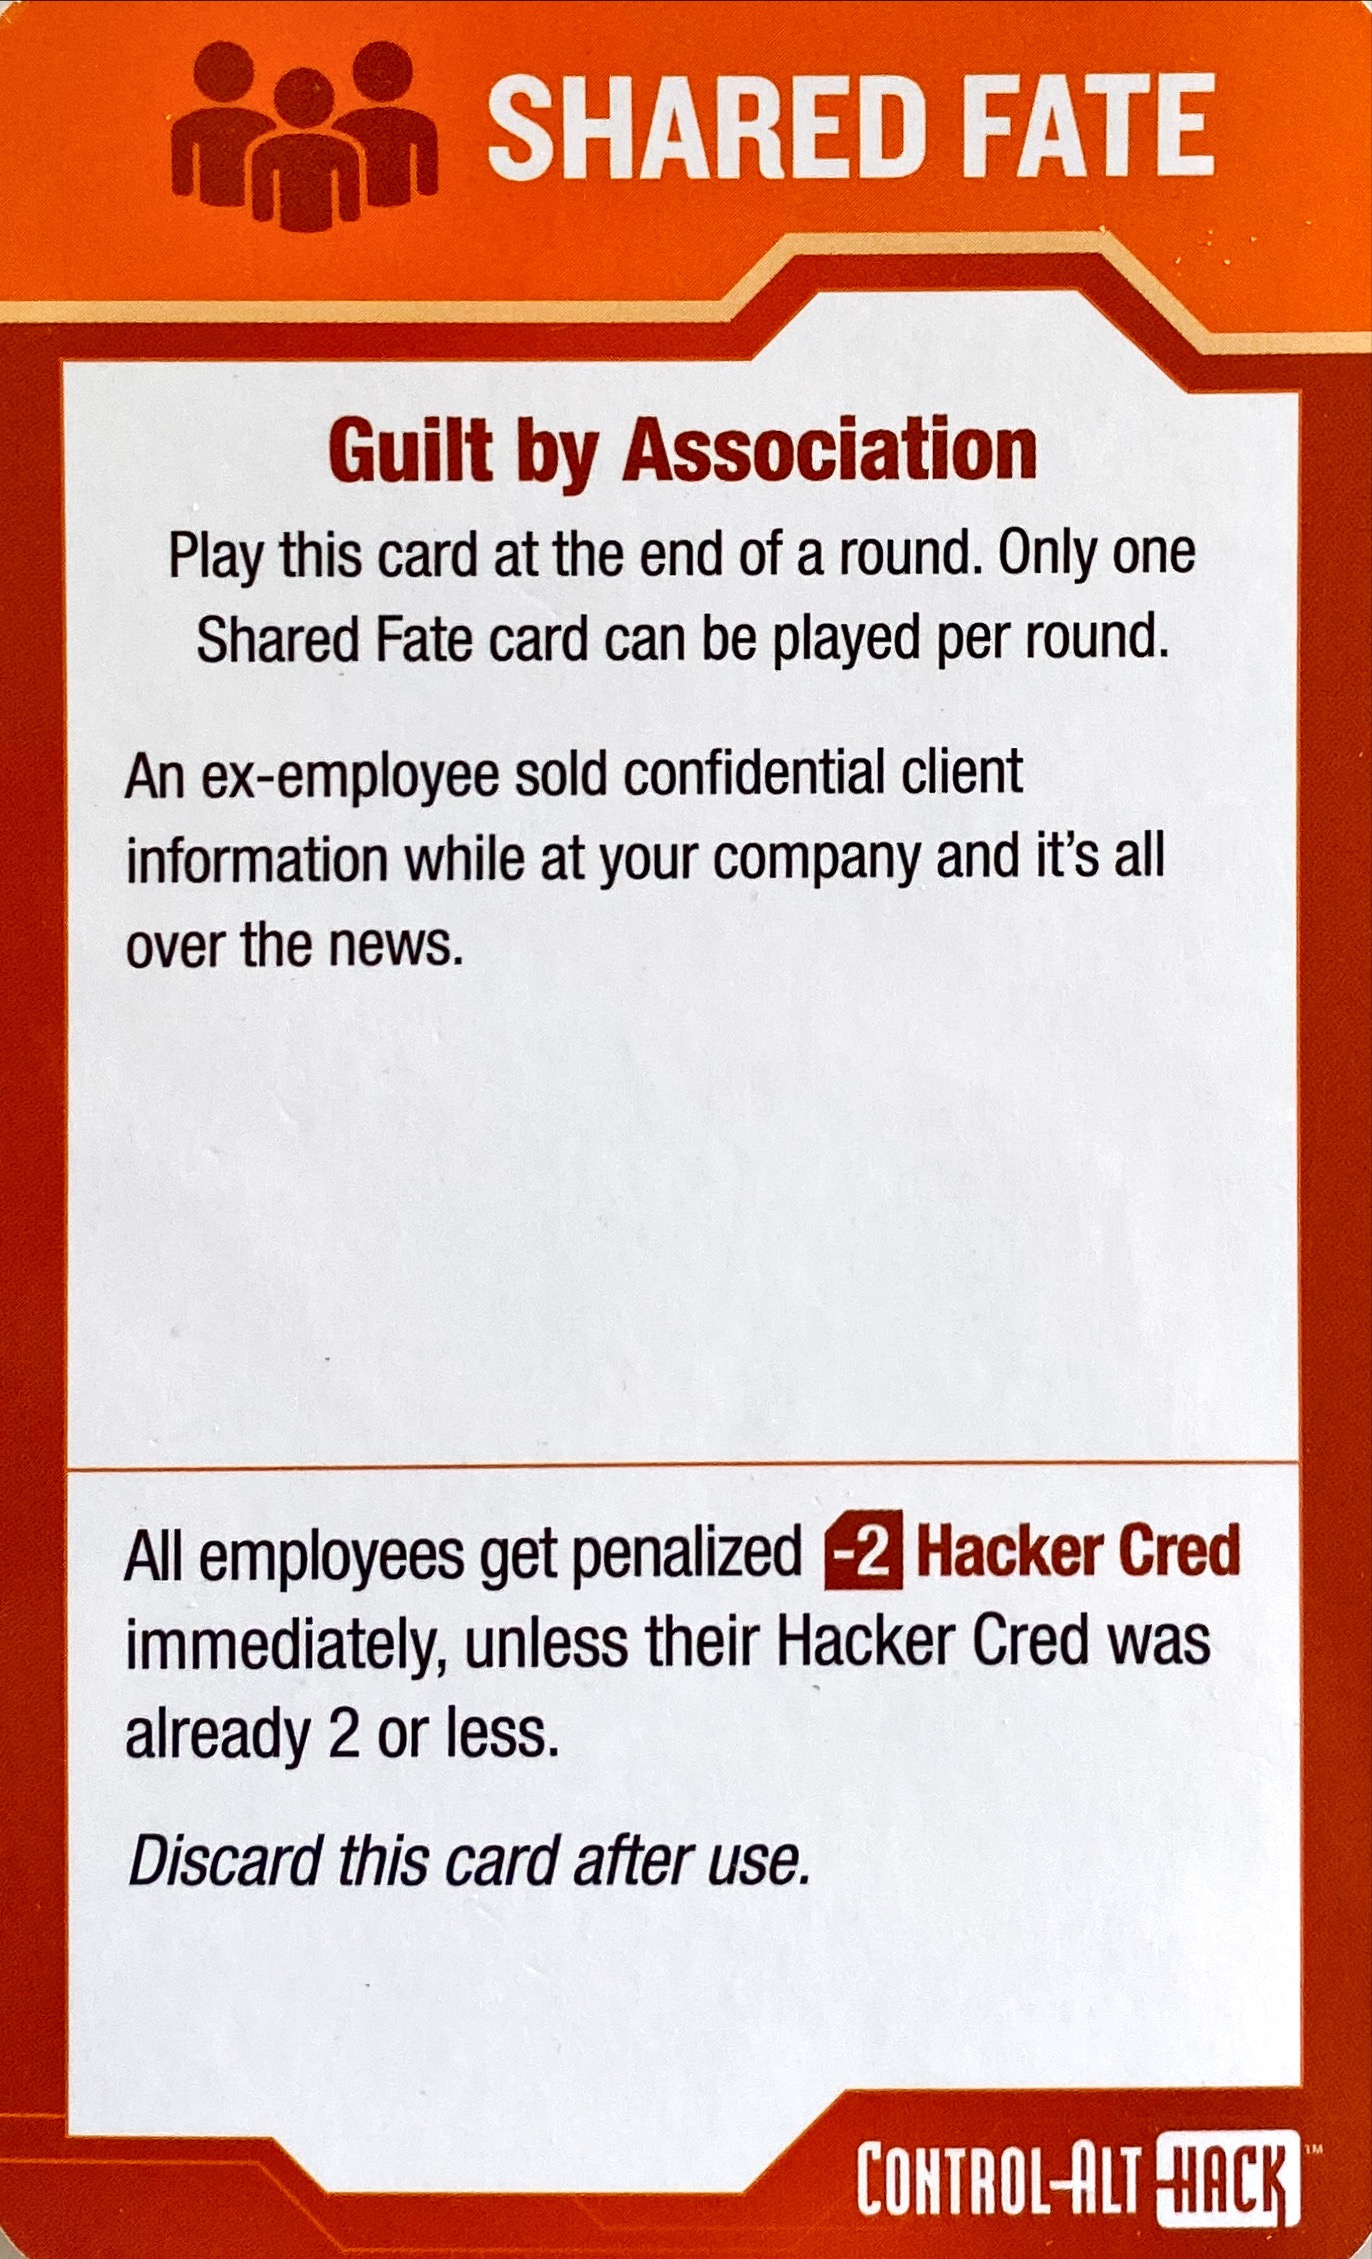 SHARED FATE
Guilt by Association
Play this card at the end of a round. Only one
Shared Fate card can be played per round.
An ex-employee sold confidential client
information while at your company and it's all
over the news.
All employees get penalized -2 Hacker Cred
immediately, unless their Hacker Cred was
already 2 or less.
Discard this card after use.
CONTROL-ALT-HACK™